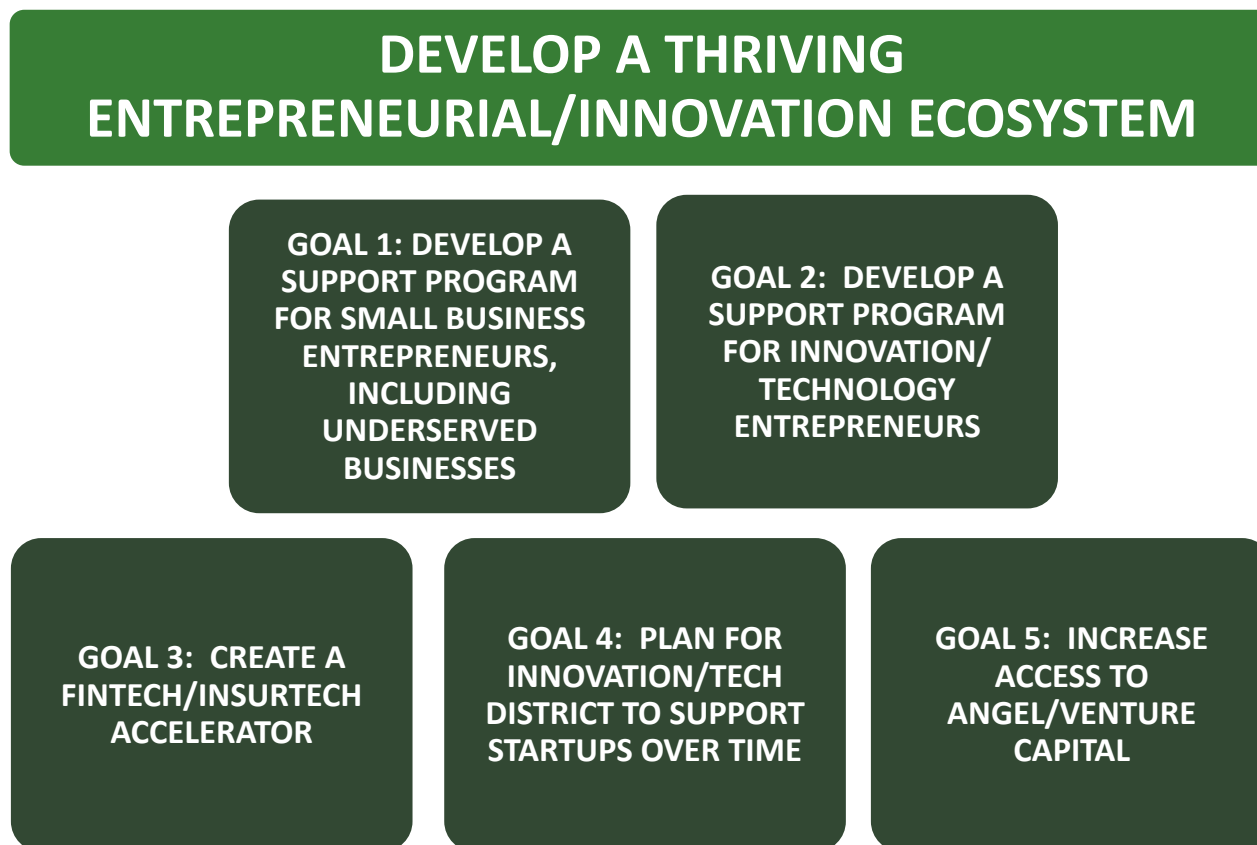 DEVELOP A THRIVING
ENTREPRENEURIAL/INNOVATION ECOSYSTEM
GOAL 1: DEVELOP A
SUPPORT PROGRAM
FOR SMALL BUSINESS
ENTREPRENEURS,
INCLUDING
UNDERSERVED
BUSINESSES
GOAL 2:  DEVELOP A
SUPPORT PROGRAM
FOR INNOVATION/
TECHNOLOGY
ENTREPRENEURS
GOAL 3:  CREATE A
FINTECH/INSURTECH
ACCELERATOR
GOAL 4:  PLAN FOR
INNOVATION/TECH
DISTRICT TO SUPPORT
STARTUPS OVER TIME
GOAL 5:  INCREASE
ACCESS TO
ANGEL/VENTURE
CAPITAL